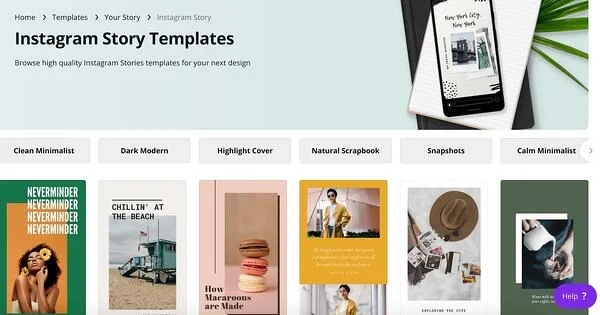 Home > Templates > Your Story > Instagram Story
Instagram Story Templates
Browse high quality Instagram Stories templates for your next design
New York City,
New York
Clean Minimalist
Dark Modern
Highlight Cover
Natural Scrapbook
Snapshots
Calm Minimalist
NEVERMINDER
NEVERMINDER
NEVERMINDER
NEVERMINDER
CHILLIN' AT
THE BEACH
How
Macaroons
are Made
EXPLORING THE CITY
Help ?